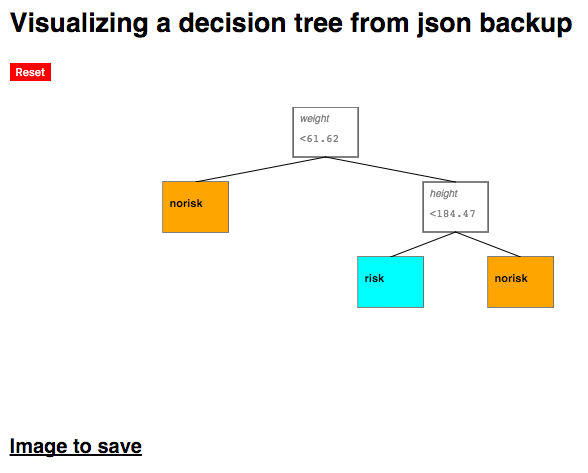 Visualizing a decision tree from json backup
Reset
weight
<61.62
norisk
height
<184.47
risk
norisk
Image to save